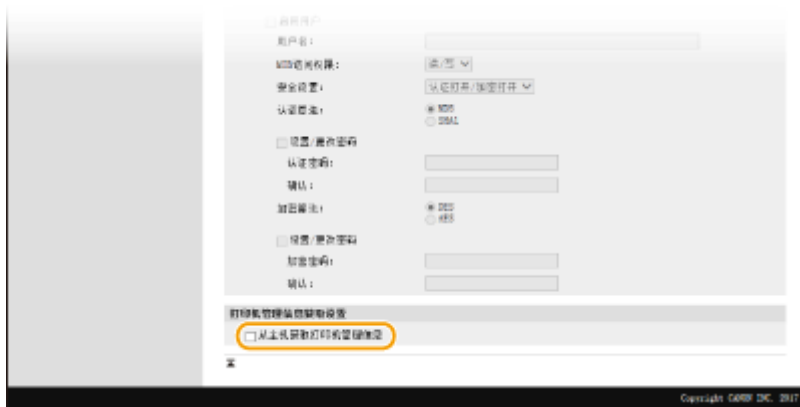 启用用户
用户名:
MIB访问权限:
读/写
安全设置:
认证打开/加密打开
认证算法:
MD5
SHA1
设置/更改密码
认证密码:
确认:
加密算法:
DES
AES
设置/更改密码
加密密码:
确认:
打印机管理信息获取设置
从主机获取打印机管理信息
Copyright CANON INC. 2017